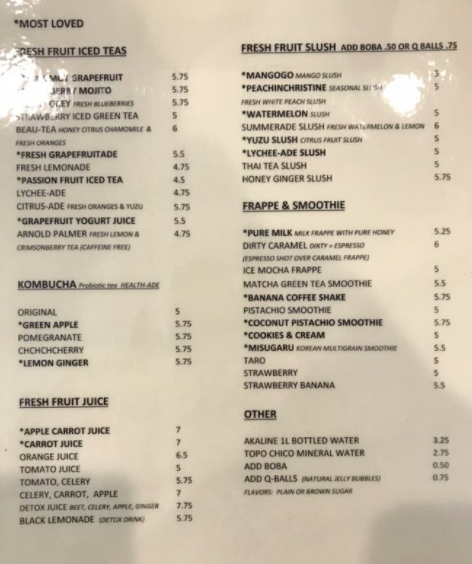 *MOST LOVED
FRESH FRUIT ICED TEAS
GRAPEFRUIT 5.75
MOJITO 5.75
FRESH BLUEBERRIES 5.75
STRAWBERRY ICED GREEN TEA 5
BEAU-TEA HONEY CITRUS CHAMOMILE & 6
FRESH ORANGES
*FRESH GRAPEFRUITADE 5.5
FRESH LEMONADE 4.75
*PASSION FRUIT ICED TEA 4.5
LYCHEE-ADE 4.75
CITRUS-ADE FRESH ORANGES & YUZU 5.75
*GRAPEFRUIT YOGURT JUICE 5.5
ARNOLD PALMER FRESH LEMON & 4.75
CRIMSONBERRY TEA (CAFFEINE FREE)
KOMBUCHA Probiotic tea HEALTH-ADE
ORIGINAL 5
*GREEN APPLE 5.75
POMEGRANATE 5.75
CHCHCHCHERRY 5.75
*LEMON GINGER 5.75
FRESH FRUIT JUICE
*APPLE CARROT JUICE 7
*CARROT JUICE 7
ORANGE JUICE 6.5
TOMATO JUICE 5
TOMATO, CELERY 5.75
CELERY, CARROT, APPLE 7
DETOX JUICE BEET, CELERY, APPLE, GINGER 7.75
BLACK LEMONADE (DETOX DRINK) 5.75
FRESH FRUIT SLUSH ADD BOBA .50 OR Q BALLS .75
*MANGOGO MANGO SLUSH 5
*PEACHINCHRISTINE SEASONAL SLUSH 5
FRESH WHITE PEACH SLUSH
*WATERMELON SLUSH 5
SUMMERADE SLUSH FRESH WATERMELON & LEMON 6
*YUZU SLUSH CITRUS FRUIT SLUSH 5
*LYCHEE-ADE SLUSH 5
THAI TEA SLUSH 5
HONEY GINGER SLUSH 5.75
FRAPPE & SMOOTHIE
*PURE MILK MILK FRAPPE WITH PURE HONEY 5.25
DIRTY CARAMEL DIRTY = ESPRESSO 6
(ESPRESSO SHOT OVER CARAMEL FRAPPE)
ICE MOCHA FRAPPE 5
MATCHA GREEN TEA SMOOTHIE 5.5
*BANANA COFFEE SHAKE 5.75
PISTACHIO SMOOTHIE 5
*COCONUT PISTACHIO SMOOTHIE 5.75
*COOKIES & CREAM 5
*MISUGARU KOREAN MULTIGRAIN SMOOTHIE 5.5
TARO 5
STRAWBERRY 5
STRAWBERRY BANANA 5.5
OTHER
AKALINE 1L BOTTLED WATER 3.25
TOPO CHICO MINERAL WATER 2.75
ADD BOBA 0.50
ADD Q-BALLS (NATURAL JELLY BUBBLES) 0.75
FLAVORS: PLAIN OR BROWN SUGAR